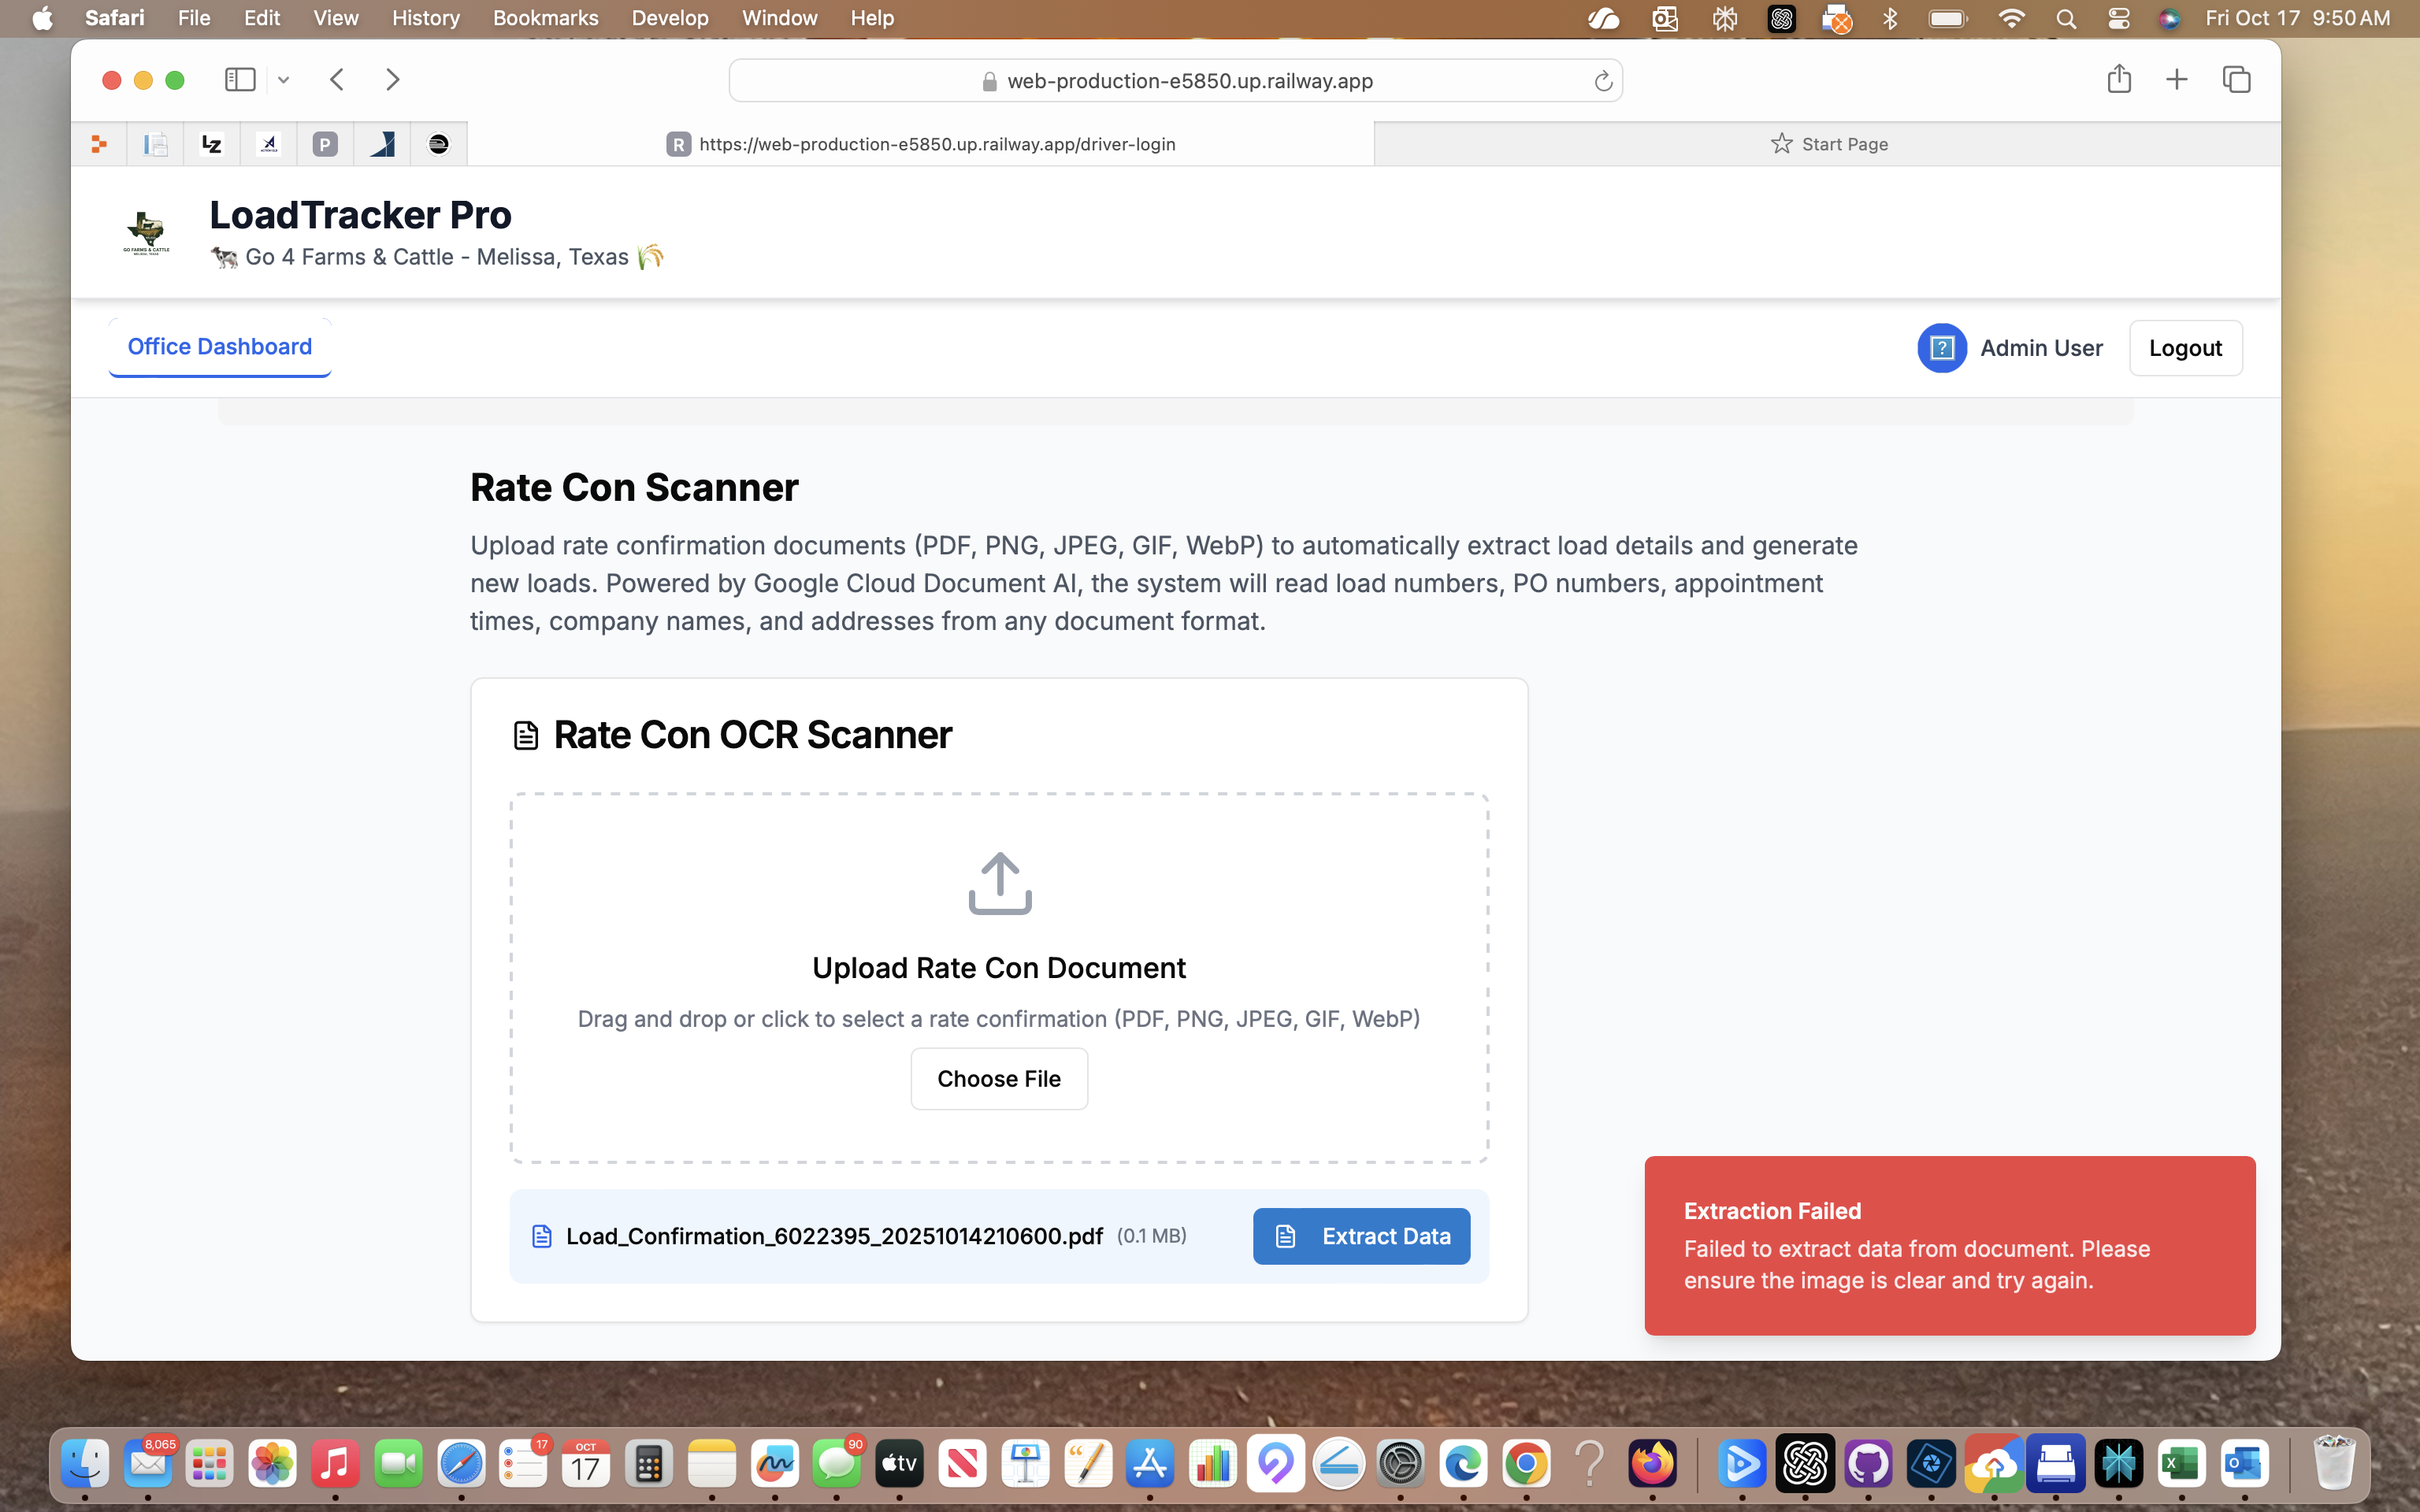 Safari File Edit View History Bookmarks Develop Window Help Fri Oct 17 9:50 AM
web-production-e5850.up.railway.app
LZ P R https://web-production-e5850.up.railway.app/driver-login Start Page
LoadTracker Pro
GO FARMS & CATTLE
Go 4 Farms & Cattle - Melissa, Texas
Office Dashboard
? Admin User
Logout
Rate Con Scanner
Upload rate confirmation documents (PDF, PNG, JPEG, GIF, WebP) to automatically extract load details and generate
new loads. Powered by Google Cloud Document AI, the system will read load numbers, PO numbers, appointment
times, company names, and addresses from any document format.
Rate Con OCR Scanner
Upload Rate Con Document
Drag and drop or click to select a rate confirmation (PDF, PNG, JPEG, GIF, WebP)
Choose File
Load_Confirmation_6022395_20251014210600.pdf (0.1 MB)
Extract Data
Extraction Failed
Failed to extract data from document. Please
ensure the image is clear and try again.
8,065 17 OCT 17 90 tv